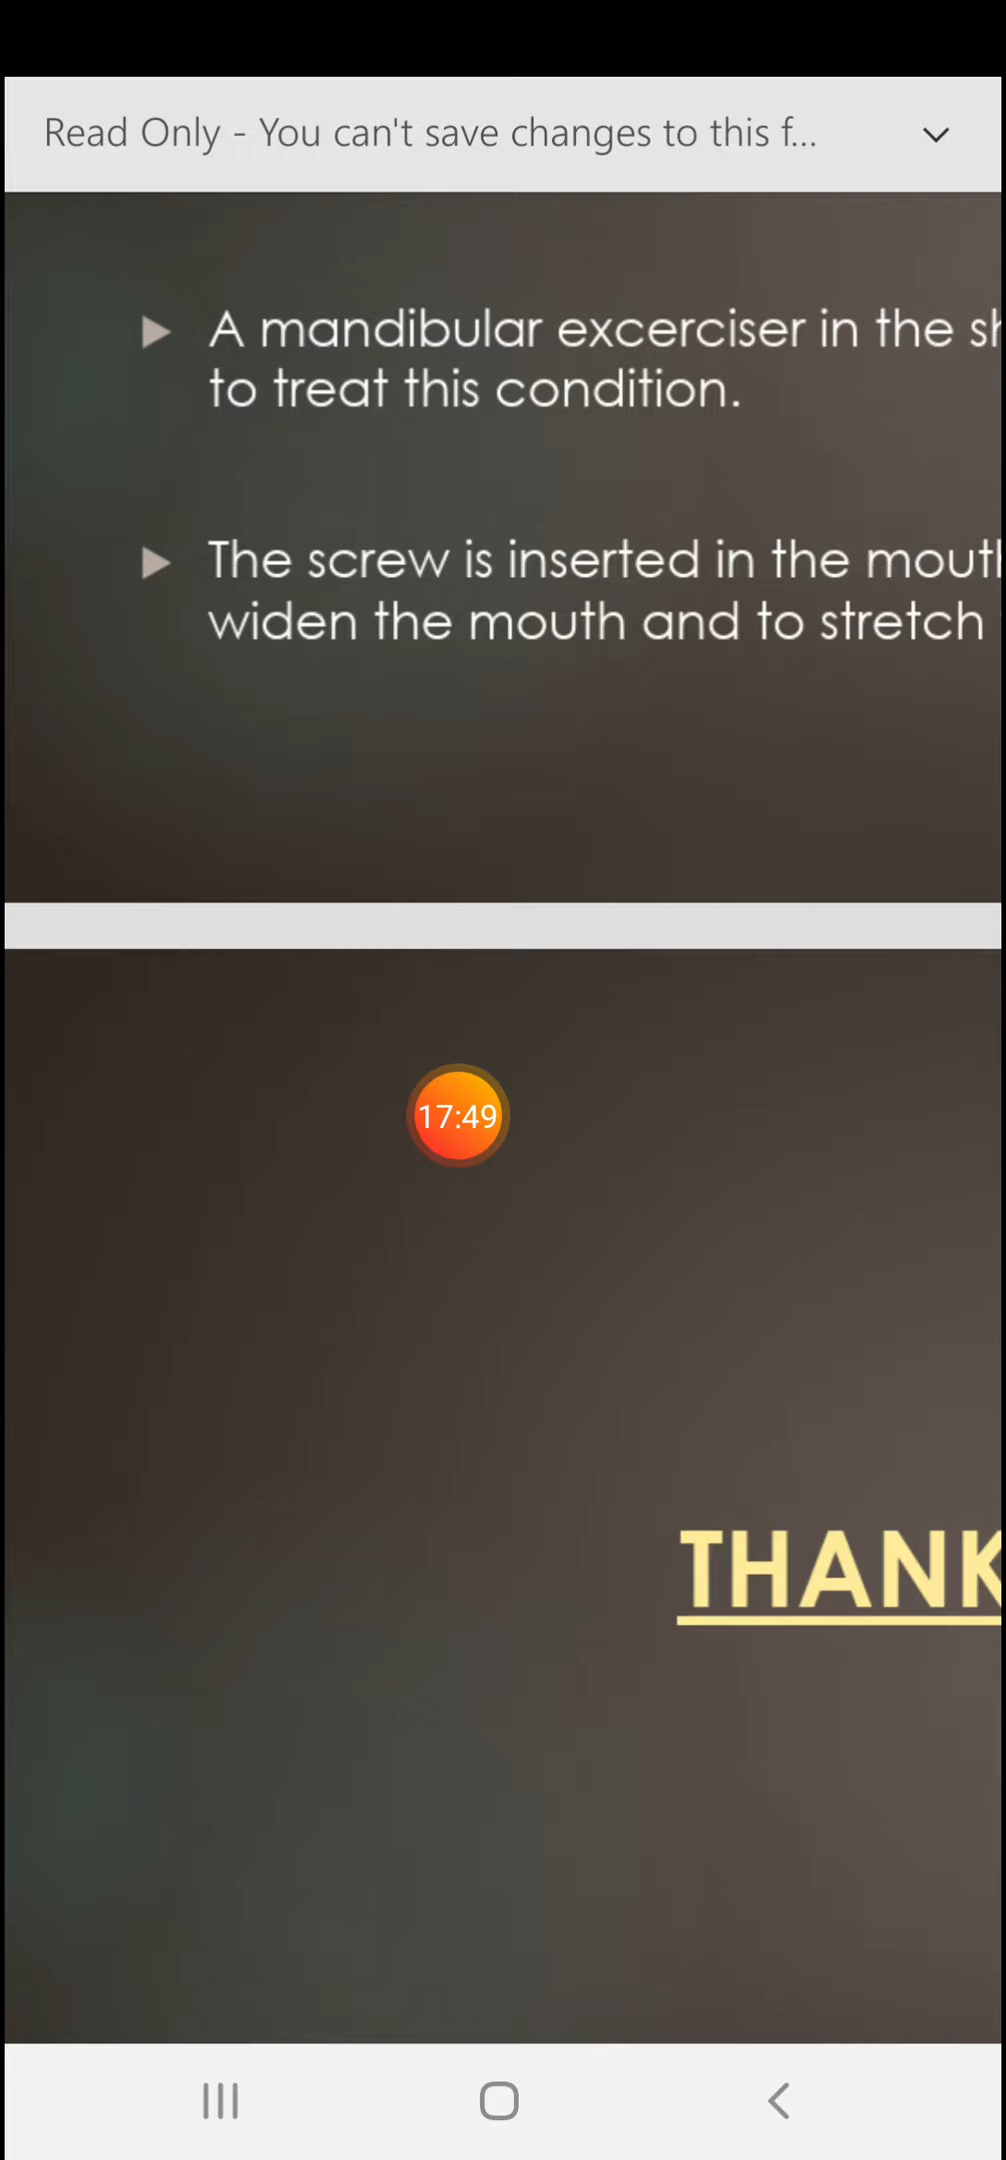 Read Only - You can't save changes to this f...
A mandibular excerciser in the
to treat this condition.
The screw is inserted in the
widen the mouth and to stretch
17:49
THANK